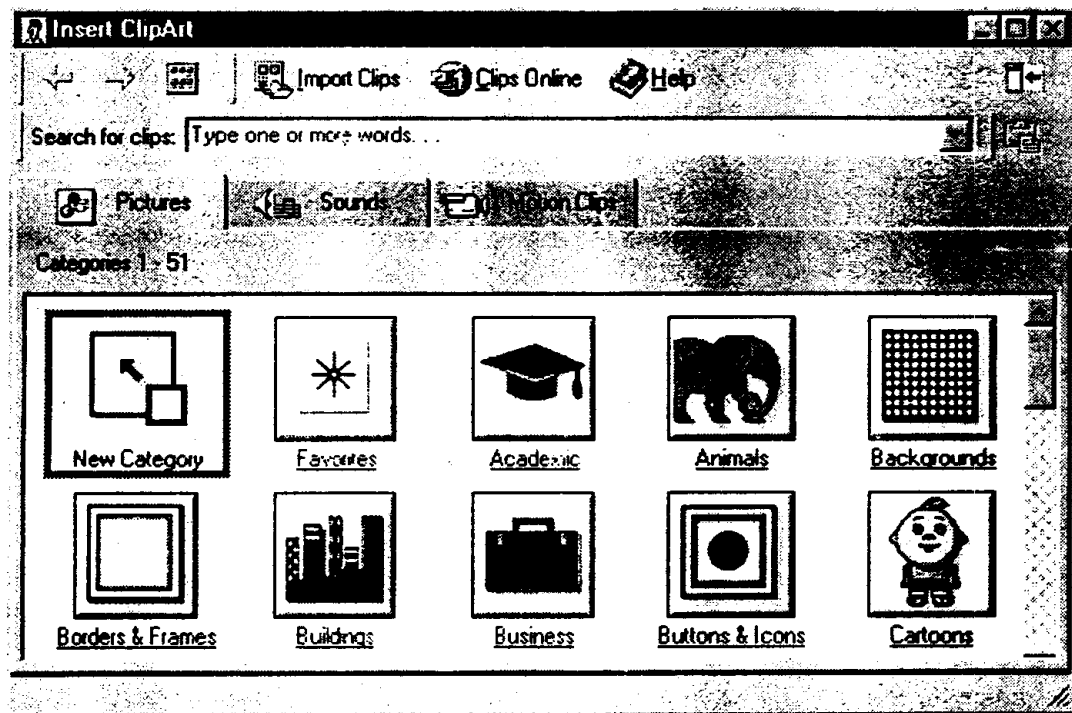 Insert ClipArt
Import Clips Clips Online Help
Search for clips: Type one or more words. . .
Pictures Sounds Motion Clips
Categories 1 - 51
New Category Favorites Academic Animals Backgrounds
Borders & Frames Buildings Business Buttons & Icons Cartoons